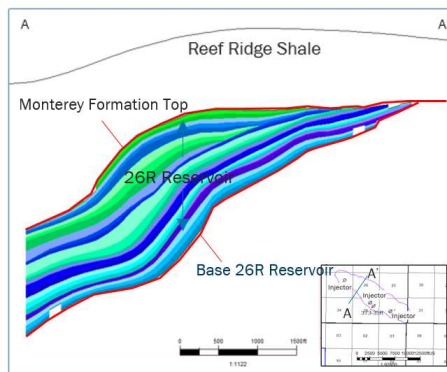 A
A
Reef Ridge Shale
Monterey Formation Top
26R Reservoir
Base 26R Reservoir
0
500
1000
1500ft
1:1122
A'
Injector
Injector
A
Injector